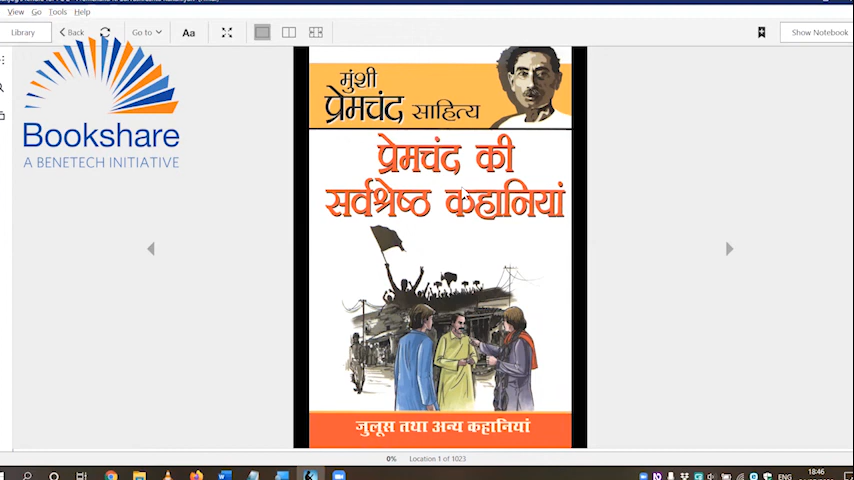 View Go Tools Help
Library
Back
Go to
Aa
Show Notebook
Bookshare
A BENETECH INITIATIVE
मुंशी
प्रेमचंद साहित्य
प्रेमचंद की
सर्वश्रेष्ठ कहानियां
जुलूस तथा अन्य कहानियां
0% Location 1 of 1023
18:46